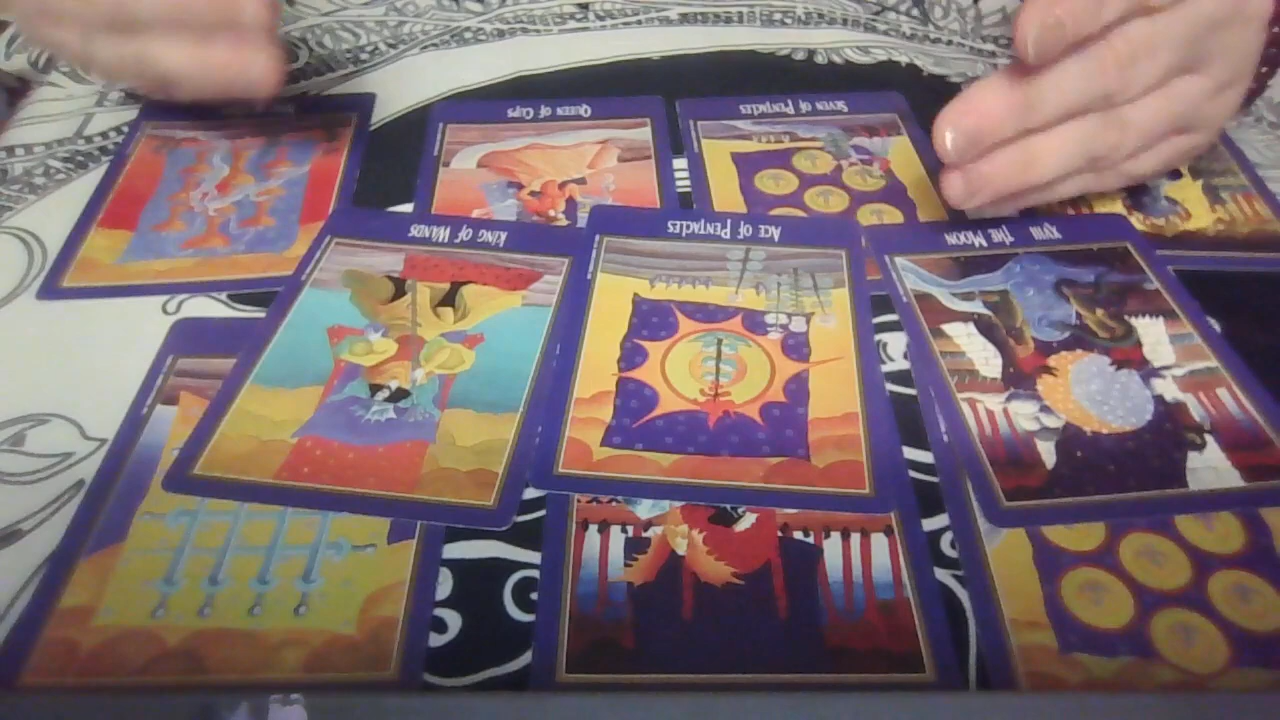 QUEEN OF CUPS
SEVEN OF PENTACLES
KING OF WANDS
ACE OF PENTACLES
XVIII THE MOON